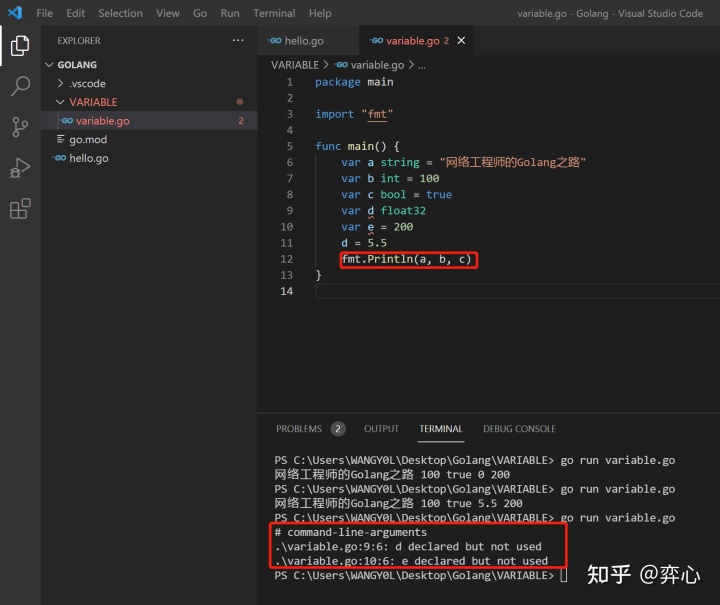 File Edit Selection View Go Run Terminal Help variable.go - Golang - Visual Studio Code
EXPLORER ···
GOLANG
.vscode
VARIABLE
variable.go 2
go.mod
hello.go
hello.go variable.go 2
VARIABLE > variable.go > ...
1 package main
2
3 import "fmt"
4
5 func main() {
6 var a string = "网络工程师的Golang之路"
7 var b int = 100
8 var c bool = true
9 var d float32
10 var e = 200
11 d = 5.5
12 fmt.Println(a, b, c)
13 }
14
PROBLEMS 2 OUTPUT TERMINAL DEBUG CONSOLE
PS C:\Users\WANGY0L\Desktop\Golang\VARIABLE> go run variable.go
网络工程师的Golang之路 100 true 0 200
PS C:\Users\WANGY0L\Desktop\Golang\VARIABLE> go run variable.go
网络工程师的Golang之路 100 true 5.5 200
PS C:\Users\WANGY0L\Desktop\Golang\VARIABLE> go run variable.go
# command-line-arguments
.\variable.go:9:6: d declared but not used
.\variable.go:10:6: e declared but not used
PS C:\Users\WANGY0L\Desktop\Golang\VARIABLE>
知乎 @弈心